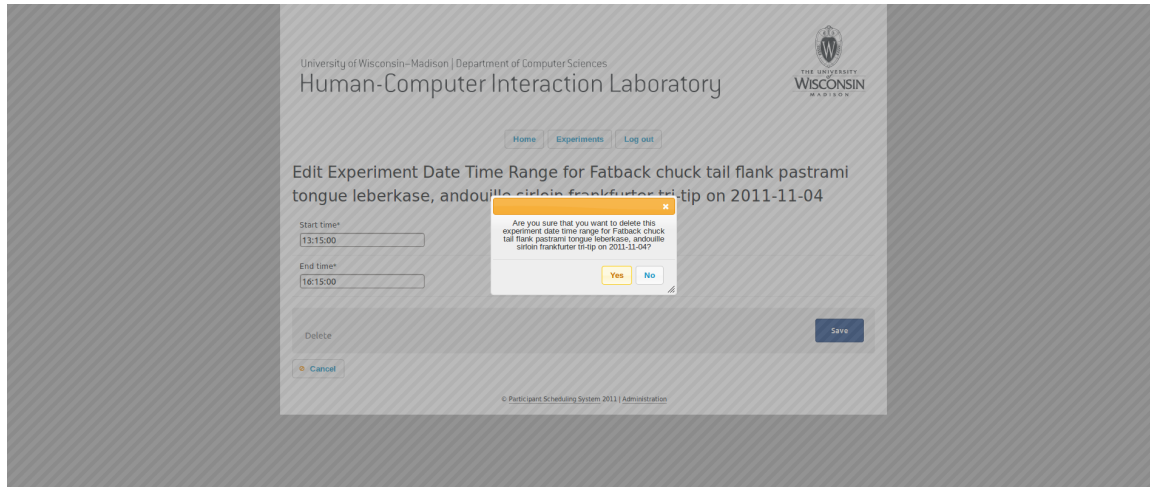 University of Wisconsin–Madison | Department of Computer Sciences
Human-Computer Interaction Laboratory
THE UNIVERSITY
of
WISCONSIN
MADISON
Home Experiments Log out
Edit Experiment Date Time Range for Fatback chuck tail flank pastrami
tongue leberkase, andouille sirloin frankfurter tri-tip on 2011-11-04
Are you sure that you want to delete this
experiment date time range for Fatback chuck
tail flank pastrami tongue leberkase, andouille
sirloin frankfurter tri-tip on 2011-11-04?
Yes No
Start time*
13:15:00
End time*
16:15:00
Delete
Save
Cancel
© Participant Scheduling System 2011 | Administration